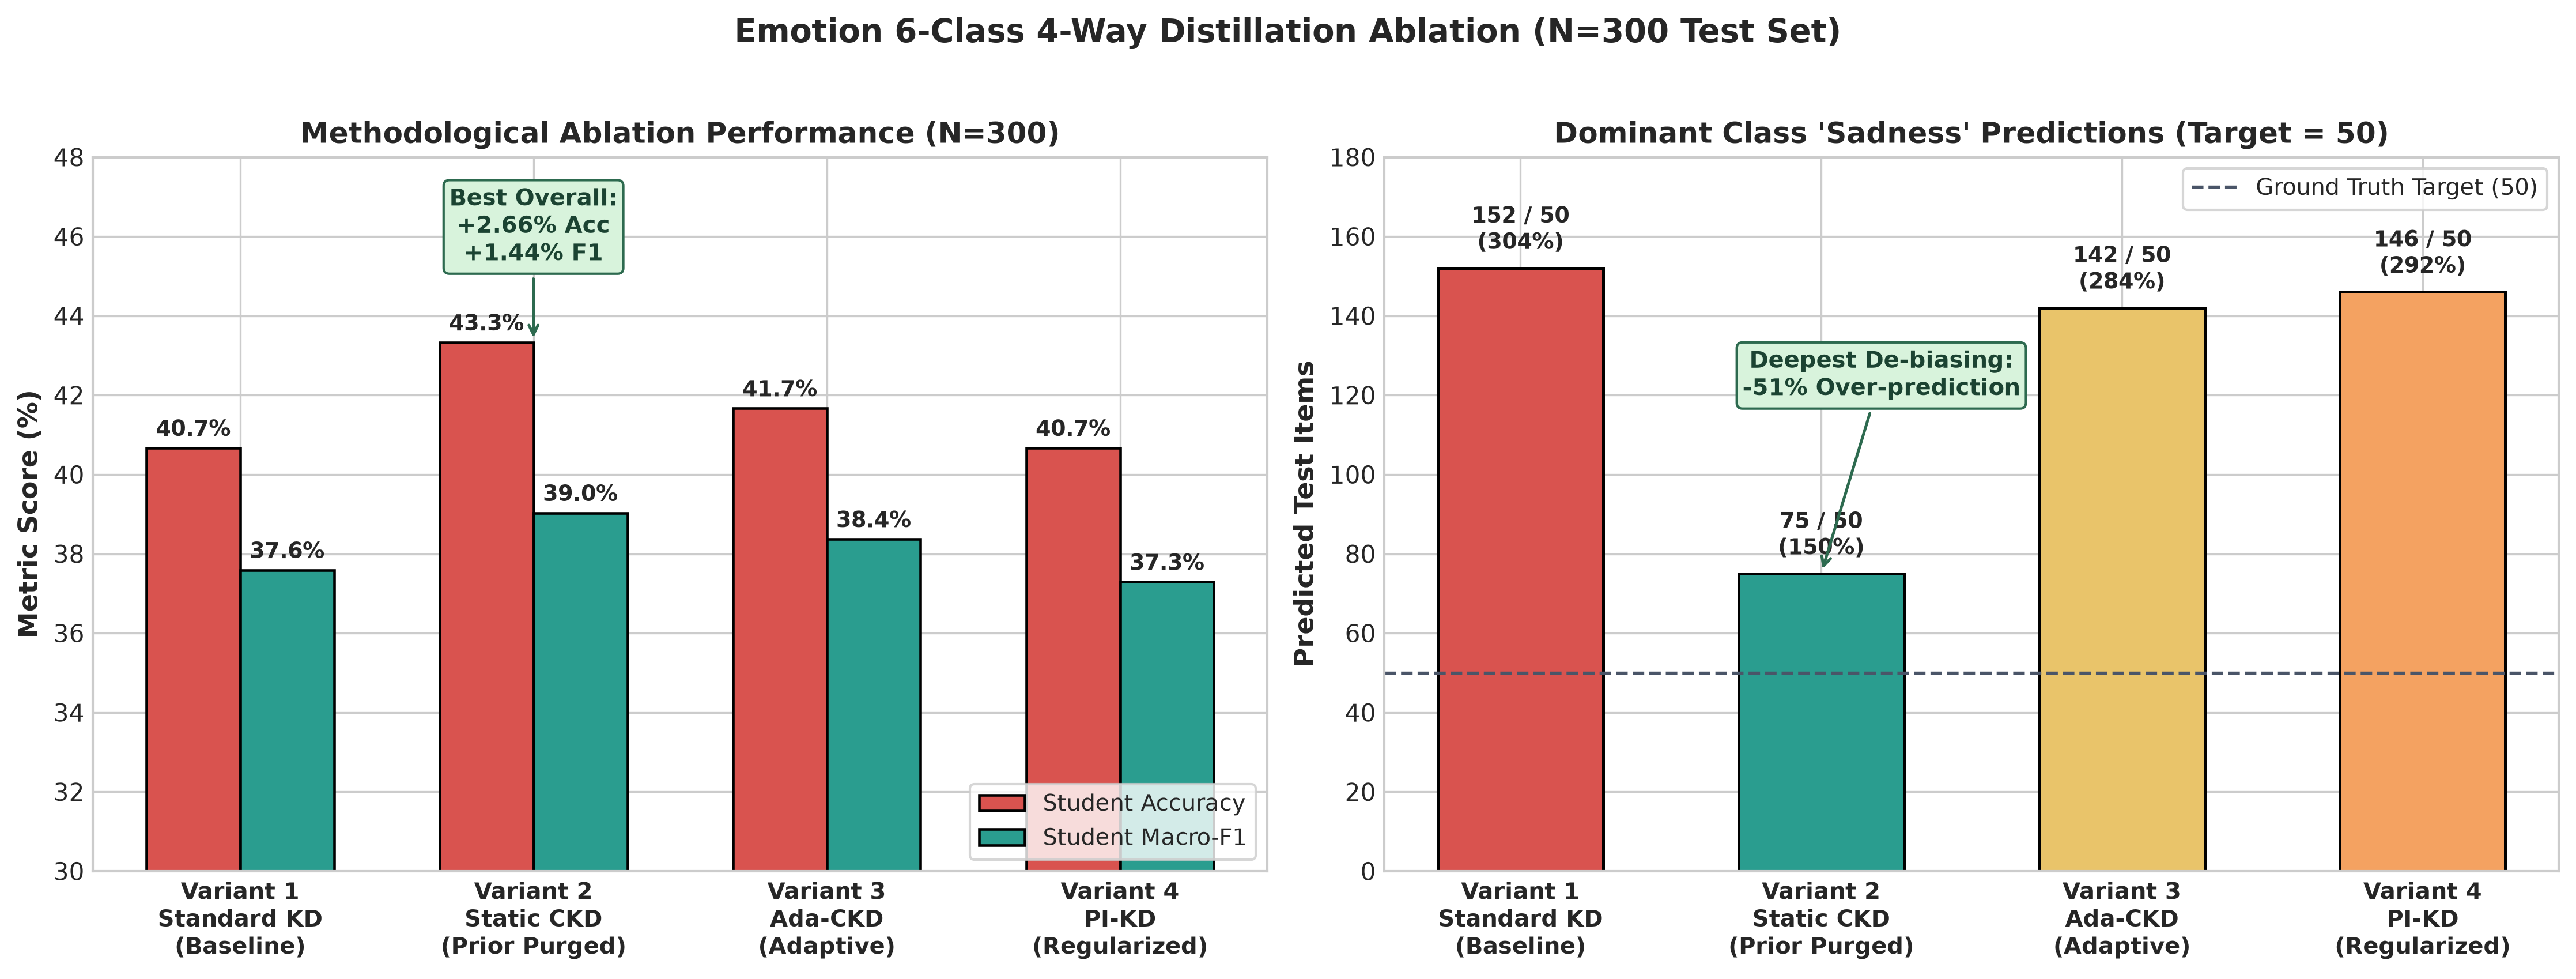 Emotion 6-Class 4-Way Distillation Ablation (N=300 Test Set)
Methodological Ablation Performance (N=300)
Metric Score (%)
48
46
44
42
40
38
36
34
32
30
Best Overall:
+2.66% Acc
+1.44% F1
40.7%
37.6%
43.3%
39.0%
41.7%
38.4%
40.7%
37.3%
Student Accuracy
Student Macro-F1
Variant 1
Standard KD
(Baseline)
Variant 2
Static CKD
(Prior Purged)
Variant 3
Ada-CKD
(Adaptive)
Variant 4
PI-KD
(Regularized)
Dominant Class 'Sadness' Predictions (Target = 50)
Predicted Test Items
180
160
140
120
100
80
60
40
20
0
Ground Truth Target (50)
152 / 50
(304%)
Deepest De-biasing:
-51% Over-prediction
75 / 50
(150%)
142 / 50
(284%)
146 / 50
(292%)
Variant 1
Standard KD
(Baseline)
Variant 2
Static CKD
(Prior Purged)
Variant 3
Ada-CKD
(Adaptive)
Variant 4
PI-KD
(Regularized)